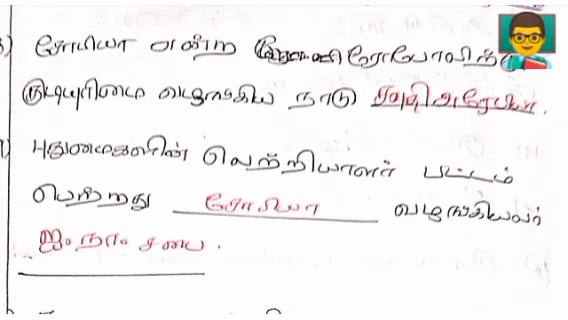 சோபியா என்ற ரோபோவிற்கு
குடியுரிமை வழங்கிய நாடு சவுதி அரேபியா.
புதுமைகளின் வெற்றியாளர் பட்டம்
பெற்றது சோபியா வழங்கியவர்
ஐ.நா. சபை.